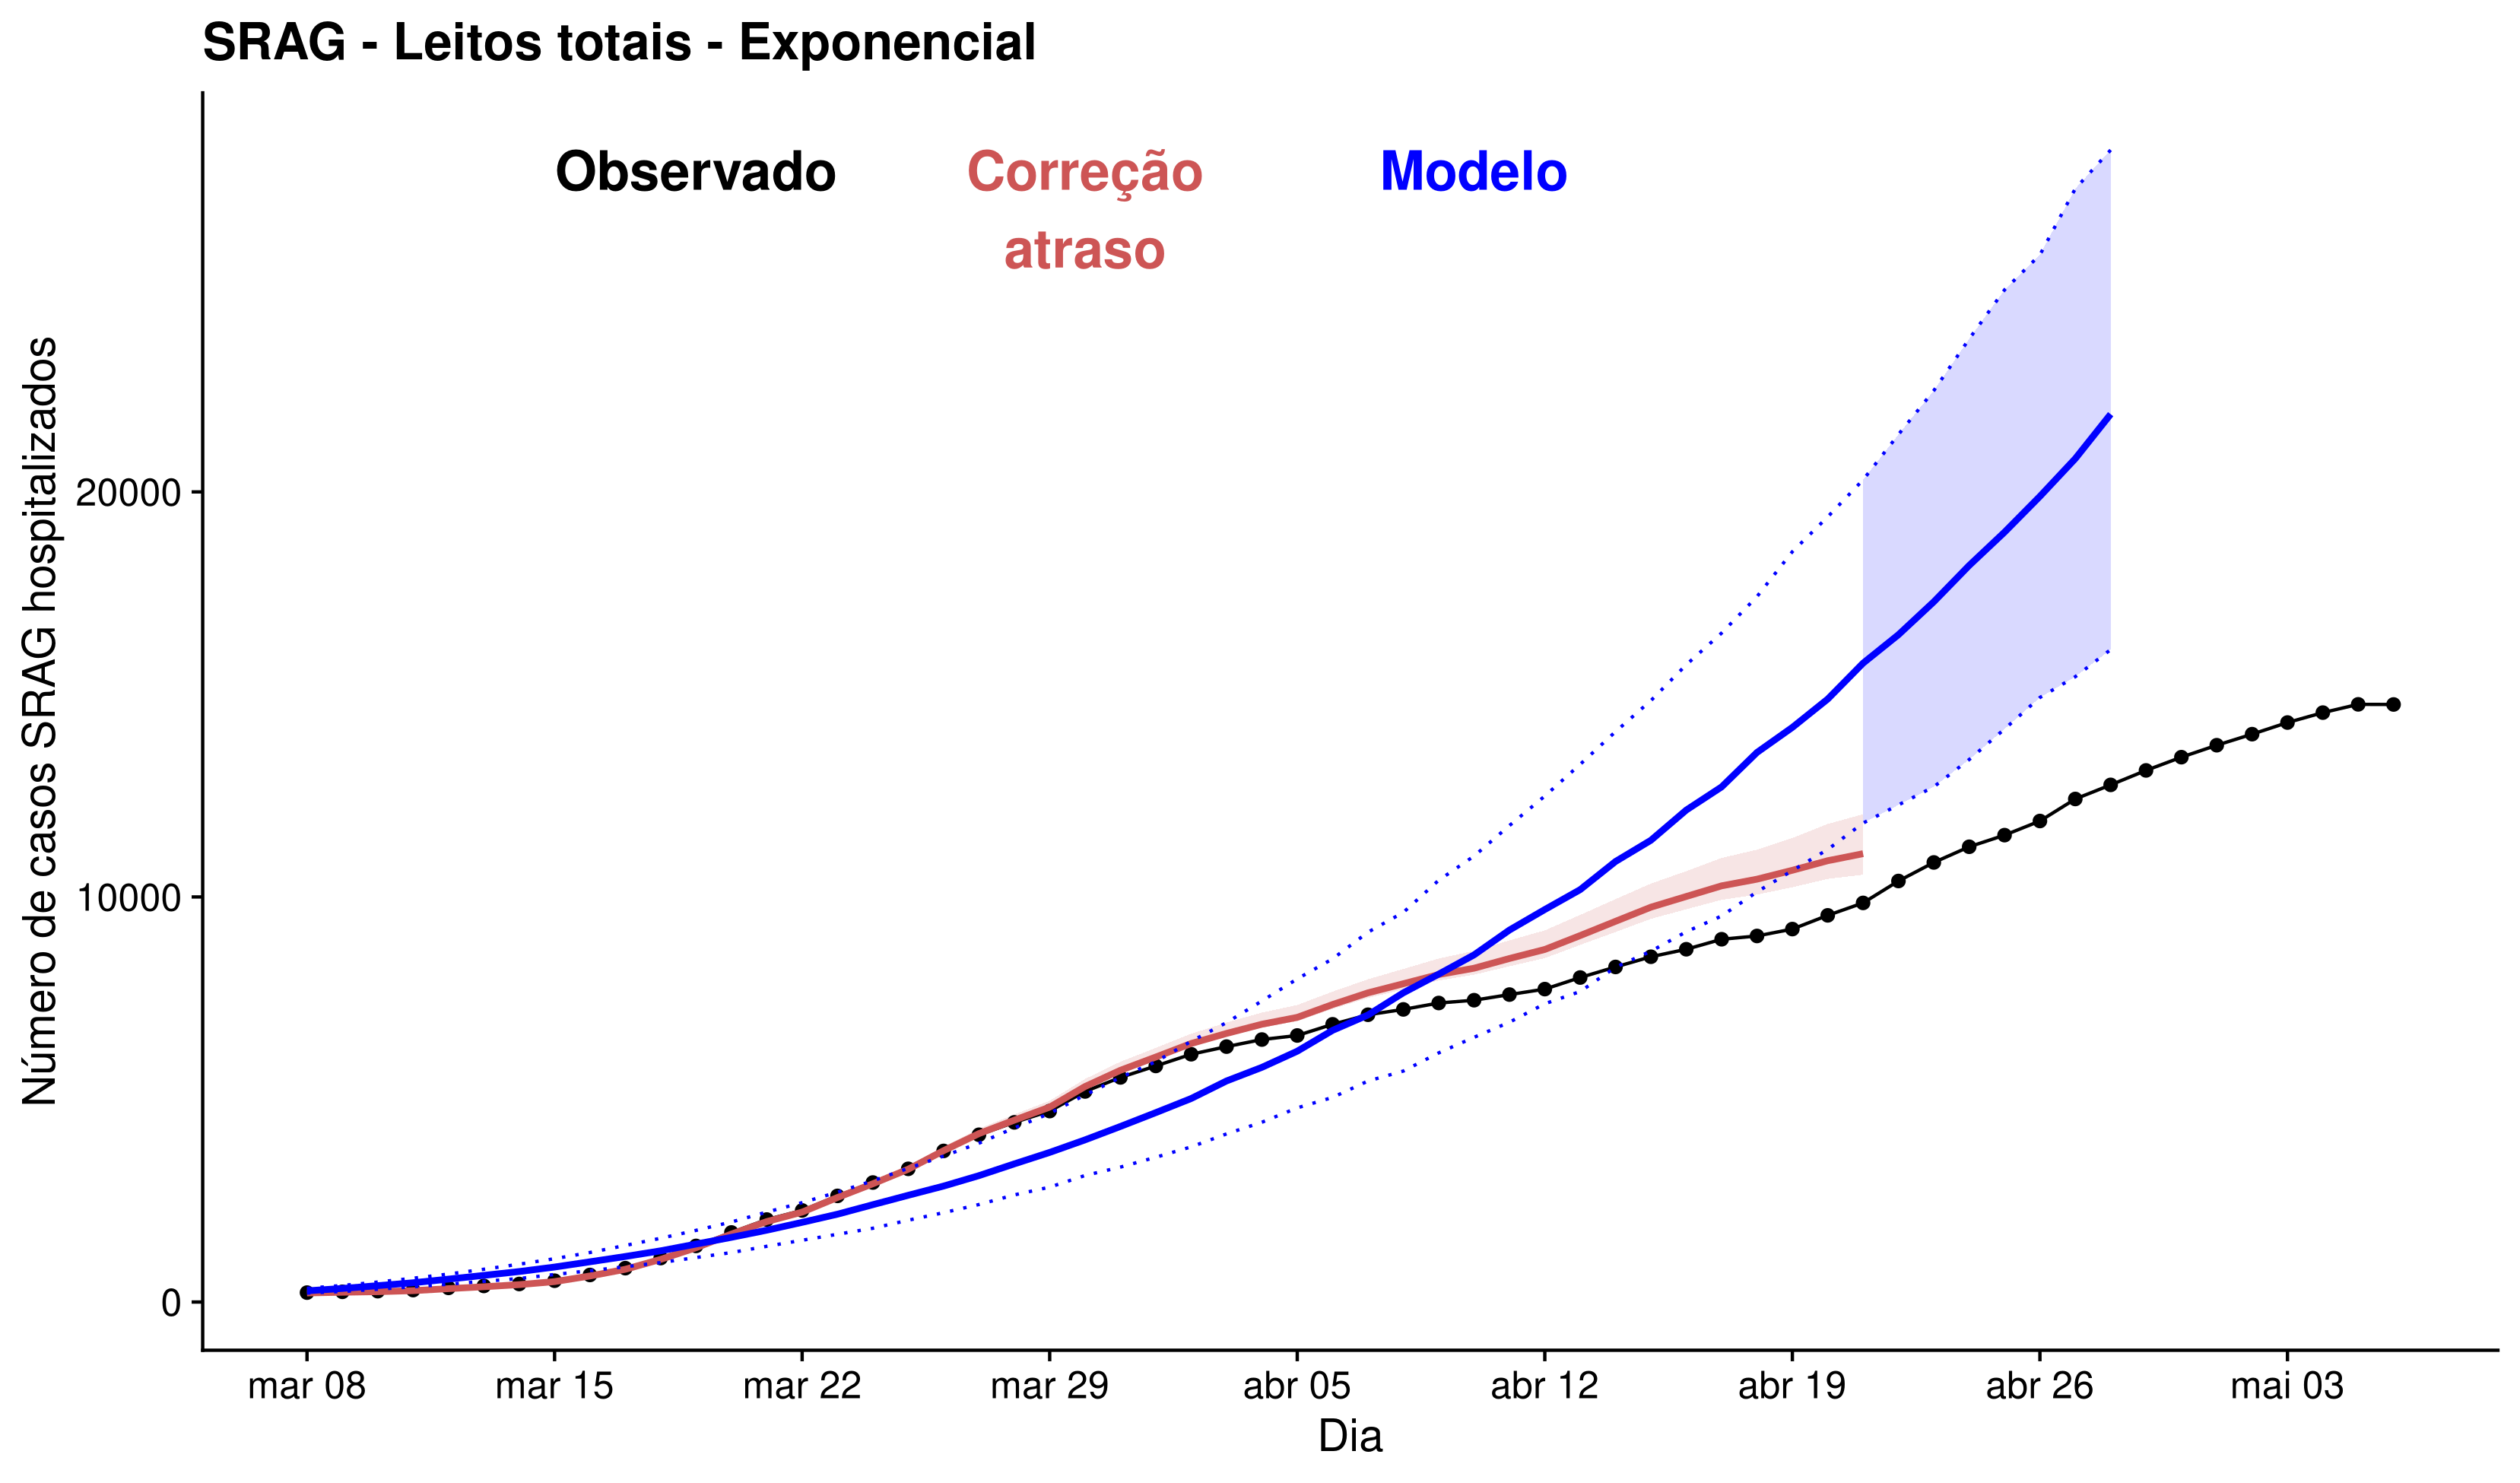 SRAG - Leitos totais - Exponencial
Observado
Correção
atraso
Modelo
Número de casos SRAG hospitalizados
20000
10000
0
mar 08
mar 15
mar 22
mar 29
abr 05
abr 12
abr 19
abr 26
mai 03
Dia